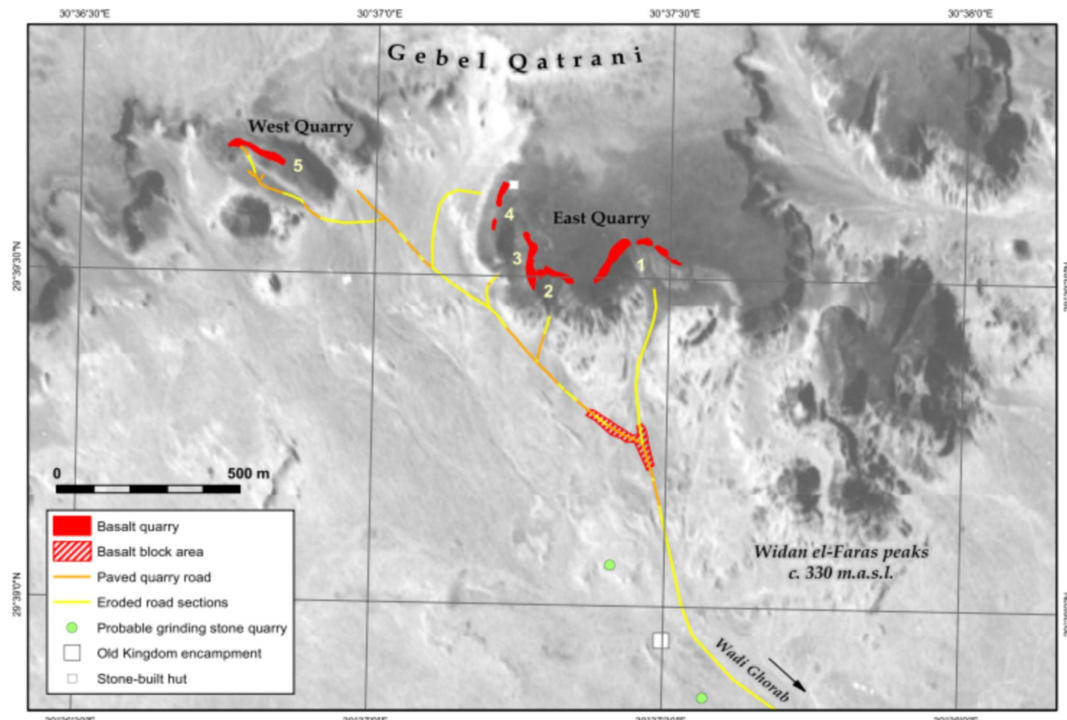 30°36'30"E 30°37'0"E 30°37'30"E 30°38'0"E
Gebel Qatrani
West Quarry
5
4
East Quarry
3
1
2
29°39'30"N
0 500 m
Basalt quarry
Basalt block area
Paved quarry road
Eroded road sections
Probable grinding stone quarry
Old Kingdom encampment
Stone-built hut
Widan el-Faras peaks
c. 330 m.a.s.l.
29°39'0"N
Wadi Ghorab